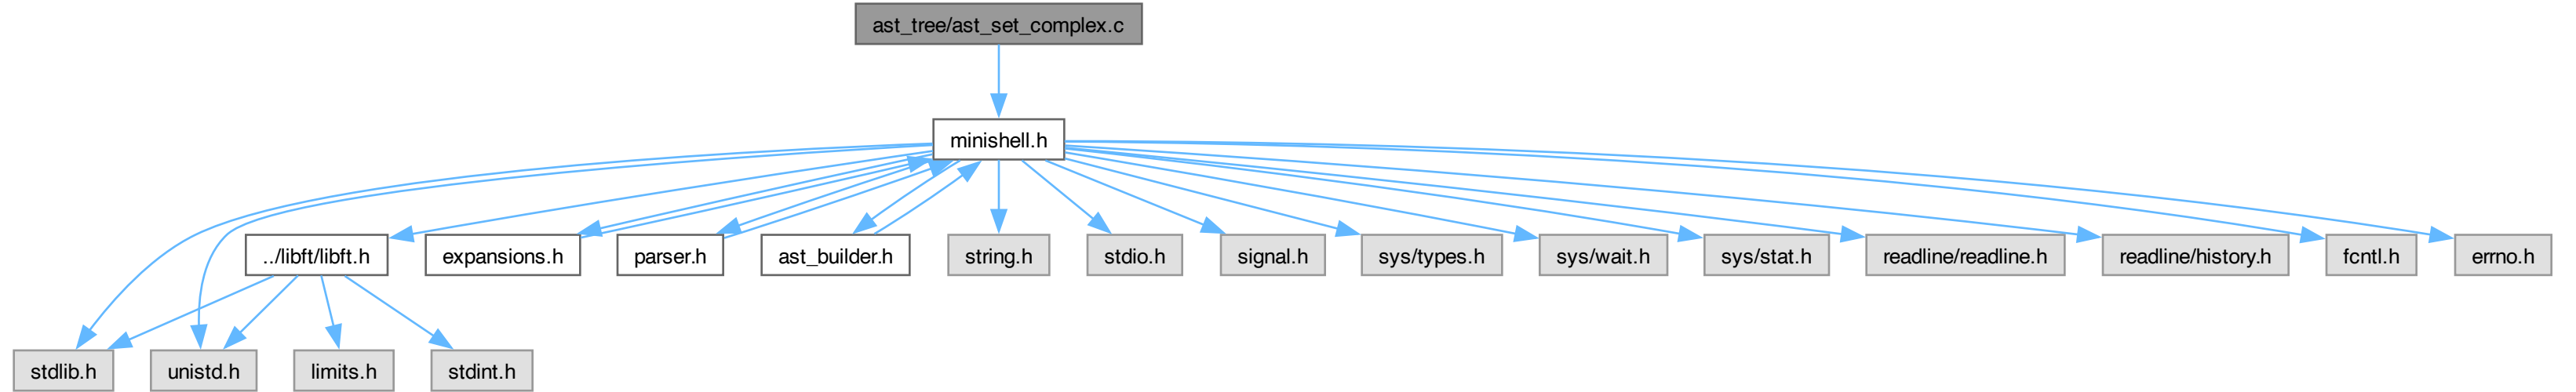 ast_tree/ast_set_complex.c
minishell.h
../libft/libft.h
expansions.h
parser.h
ast_builder.h
string.h
stdio.h
signal.h
sys/types.h
sys/wait.h
sys/stat.h
readline/readline.h
readline/history.h
fcntl.h
errno.h
stdlib.h
unistd.h
limits.h
stdint.h